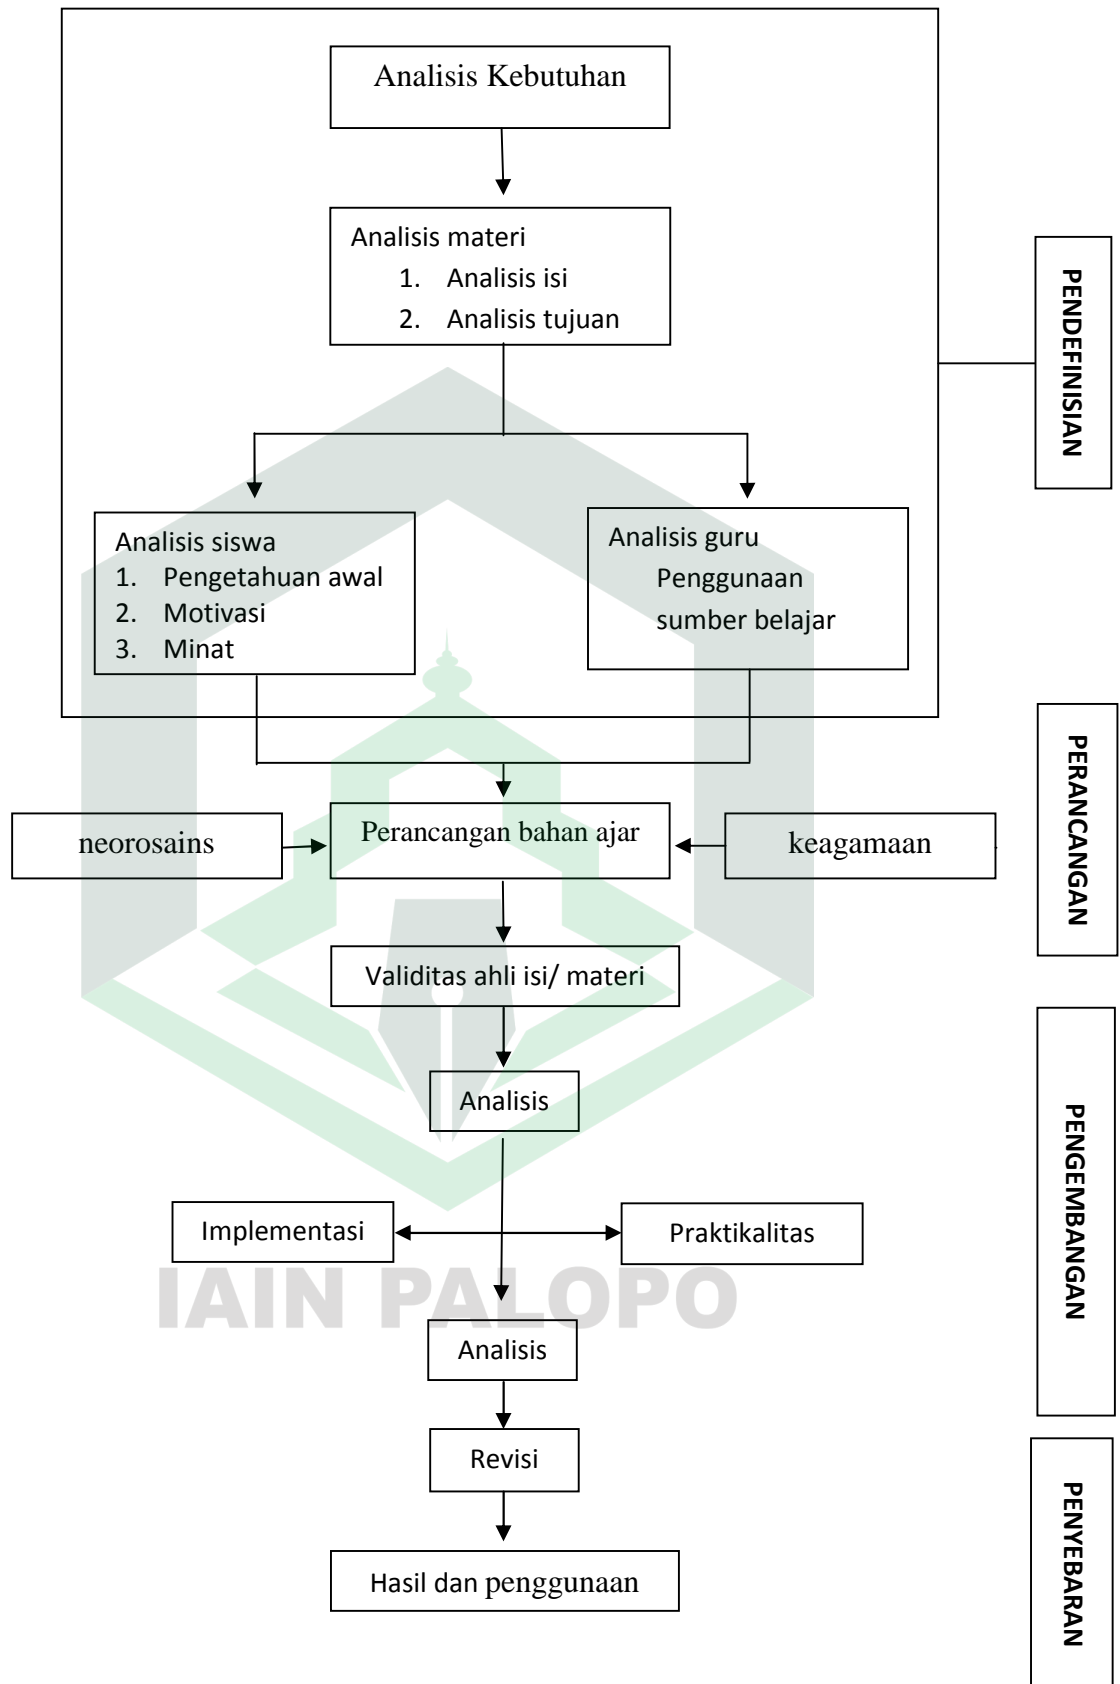 Analisis Kebutuhan
Analisis materi
1. Analisis isi
2. Analisis tujuan
PENDEFINISIAN
Analisis siswa
1. Pengetahuan awal
2. Motivasi
3. Minat
Analisis guru
Penggunaan
sumber belajar
PERANCANGAN
neorosains
Perancangan bahan ajar
keagamaan
Validitas ahli isi/ materi
Analisis
PENGEMBANGAN
Implementasi
Praktikalitas
IAIN PALOPO
Analisis
Revisi
PENYEBARAN
Hasil dan penggunaan